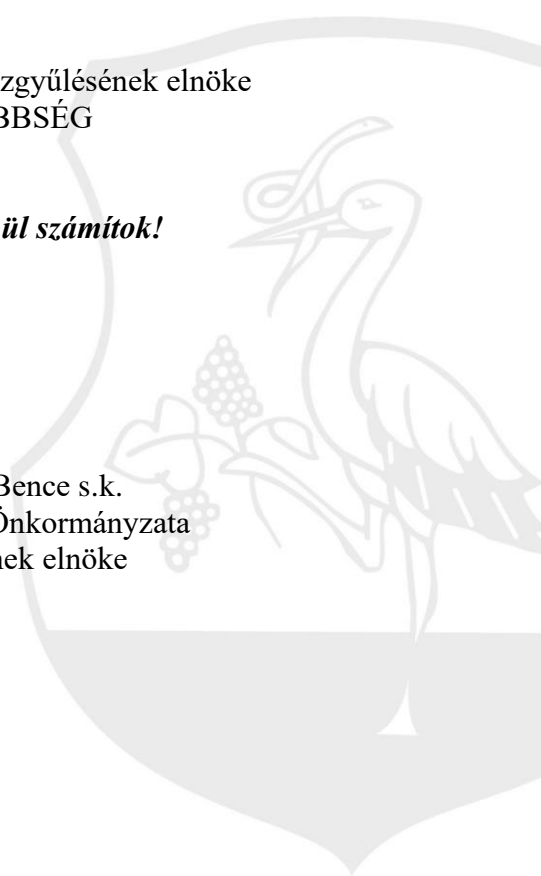 zgyűlésének elnöke
BBSÉG
ül számítok!
Bence s.k.
Önkormányzata
nek elnöke